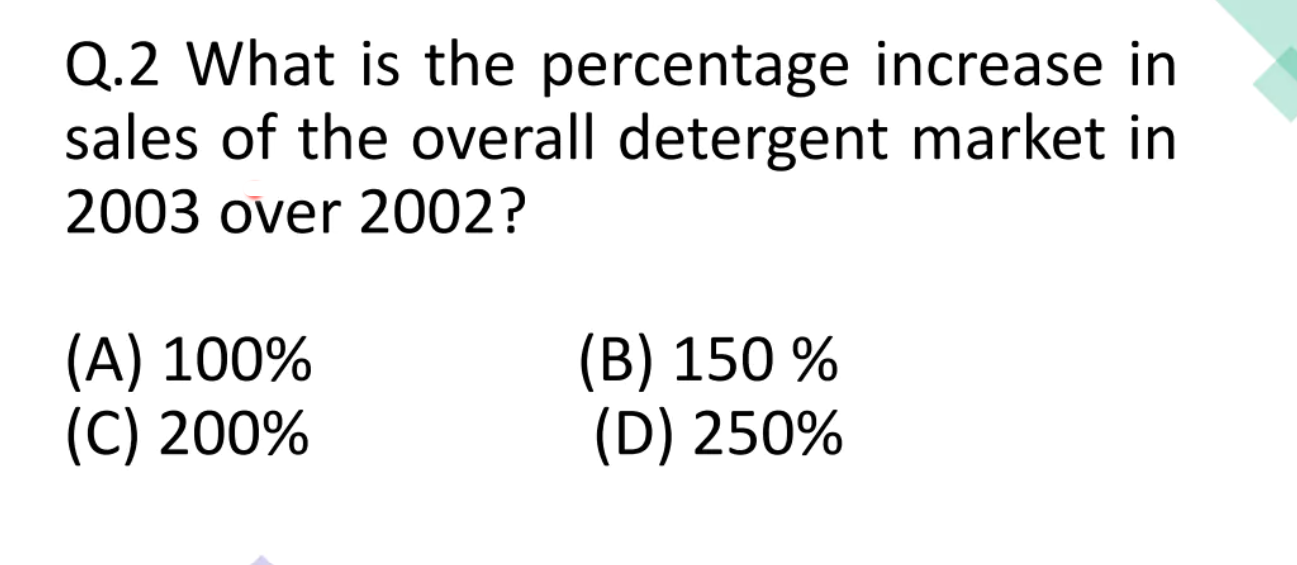 Q.2 What is the percentage increase in
sales of the overall detergent market in
2003 over 2002?
(A) 100% (B) 150 %
(C) 200% (D) 250%